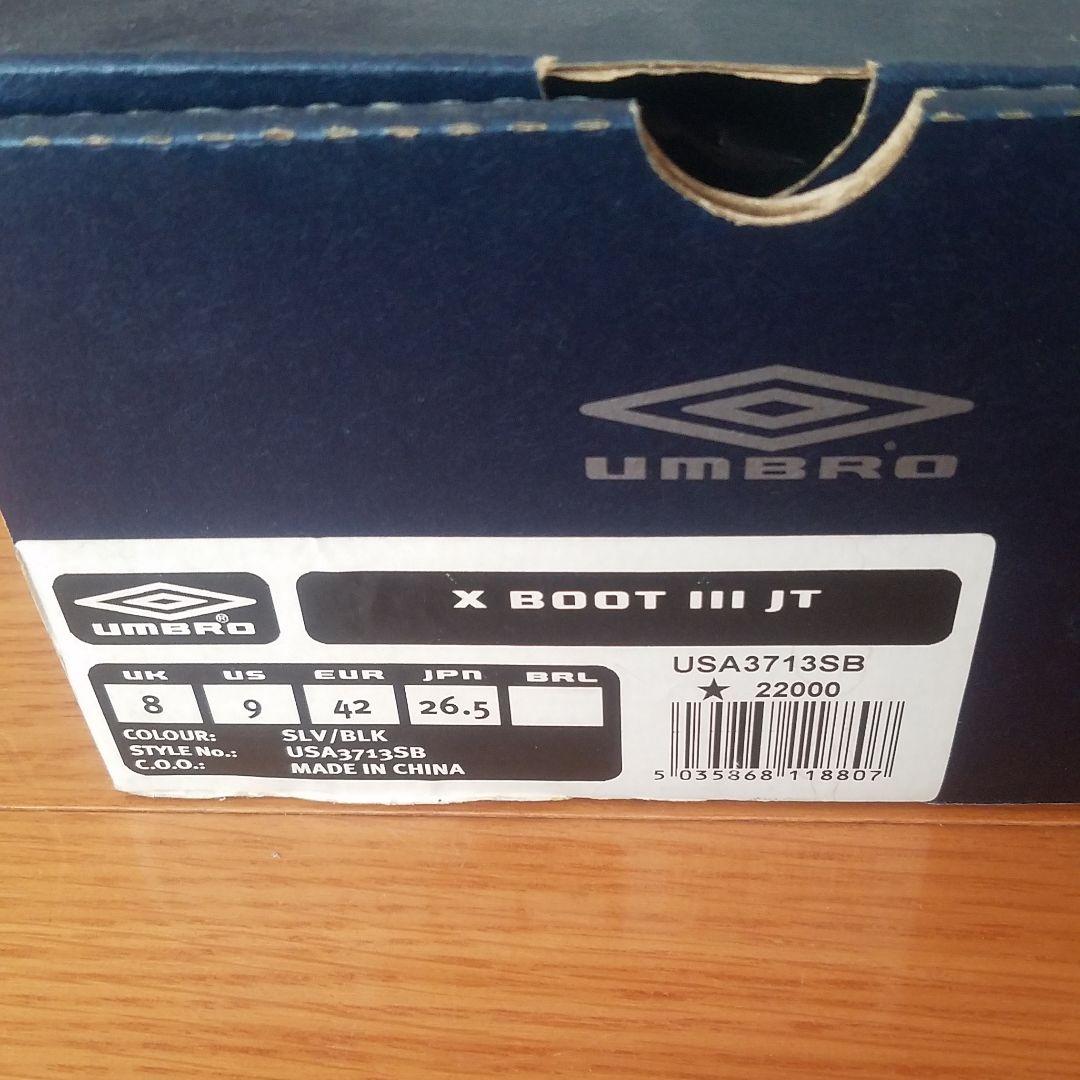 UMBRO
UMBRO®
X BOOT III JT
UK US EUR JPN BRL
8 9 42 26.5
COLOUR: SLV/BLK
STYLE No.: USA3713SB
C.O.O.: MADE IN CHINA
USA3713SB
★ 22000
5 035868 118807